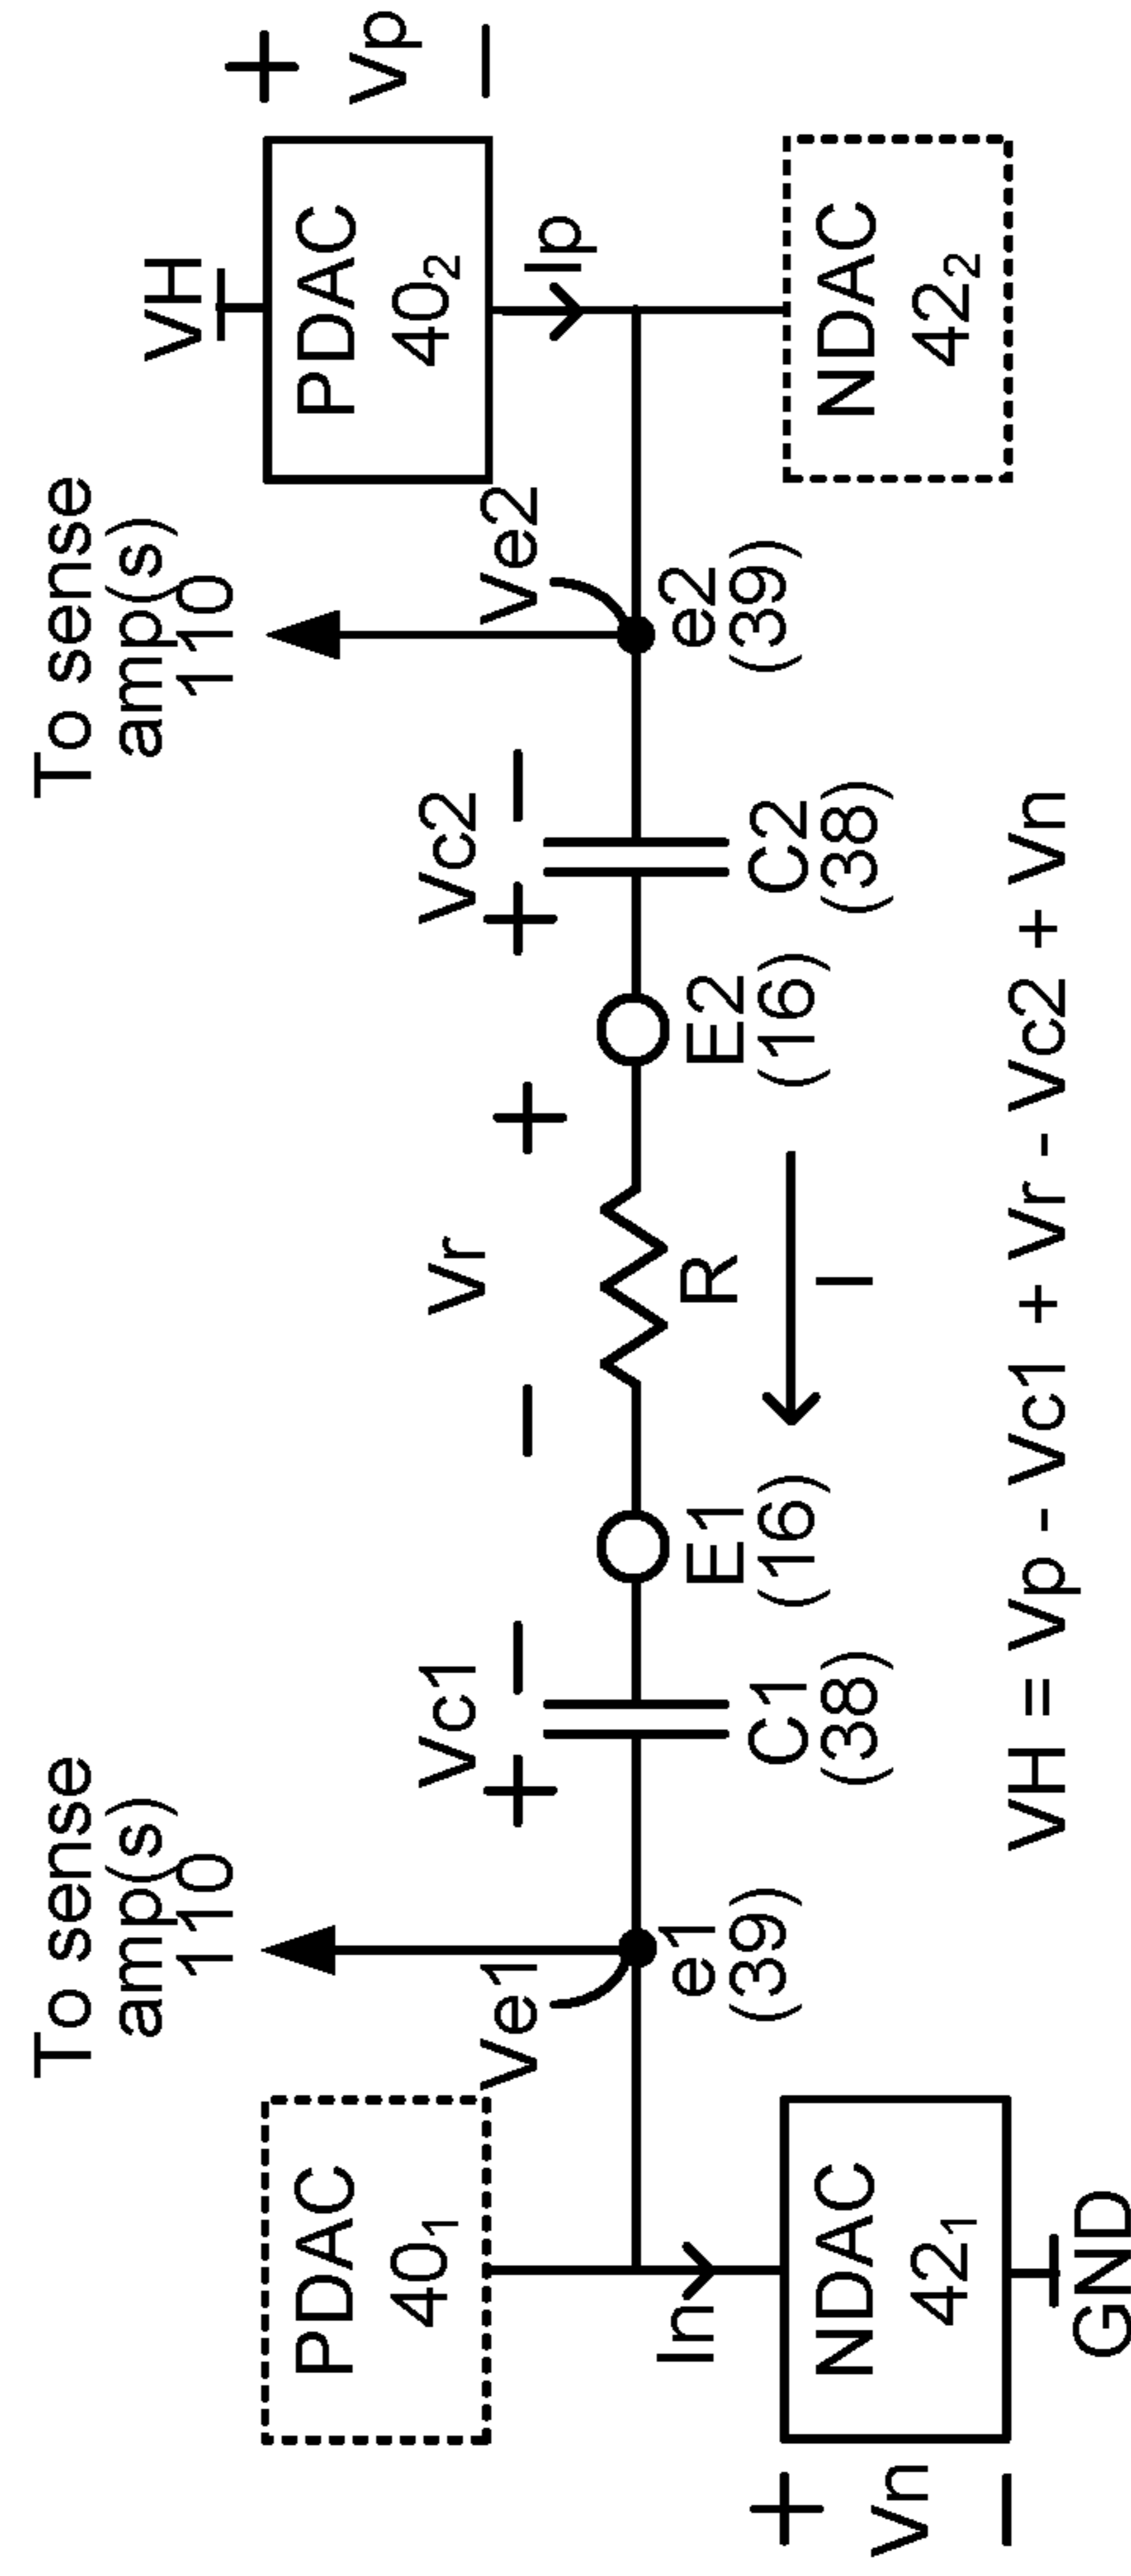 To sense
amp(s)
110
To sense
amp(s)
110
VH
+
Vp
−
PDAC
40₁
PDAC
40₂
Ve1
+ Vc1 −
− Vr +
+ Vc2 −
Ve2
Ip
In
e1
(39)
C1
(38)
E1
(16)
R
E2
(16)
C2
(38)
e2
(39)
I
+
Vn
−
NDAC
42₁
NDAC
42₂
GND
VH = Vp - Vc1 + Vr - Vc2 + Vn